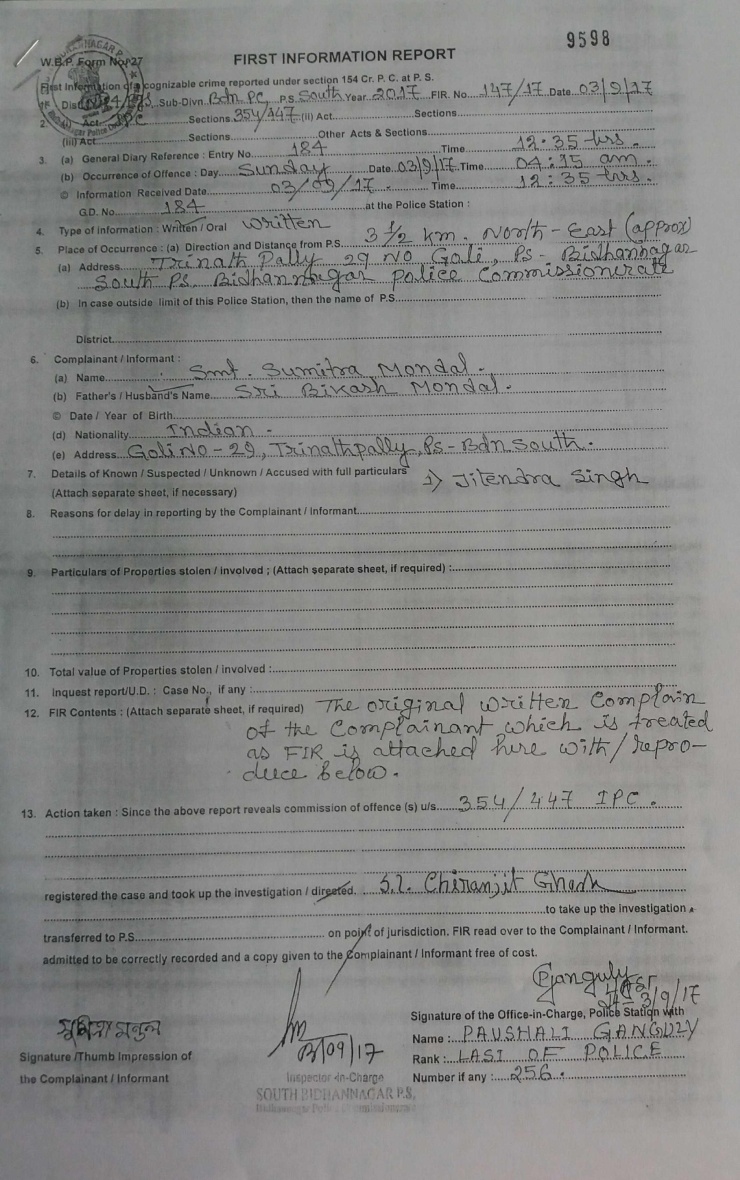 9598
W.B.P. Form No. 27
FIRST INFORMATION REPORT
First Information of a cognizable crime reported under section 154 Cr. P. C. at P. S.
1. Dist. Sub-Divn. Bdn PC P.S. South Year 2017 FIR. No. 147/17 Date 03/9/17
2. Act IPC Sections 354/447 (ii) Act Sections
(iii) Act Sections Other Acts & Sections
3. (a) General Diary Reference : Entry No. 184 Time 12:35 hrs.
(b) Occurrence of Offence : Day Sunday Date 03/9/17 Time 04:15 am.
© Information Received Date 03/09/17. Time 12:35 hrs.
G.D. No. 184 at the Police Station :
4. Type of information : Written / Oral Written
5. Place of Occurrence : (a) Direction and Distance from P.S. 3 1/2 km. North-East (approx)
(a) Address Trinath Pally 29 No Gali, Ps- Bidhannagar
South Ps. Bidhannagar Police Commissionerate
(b) In case outside limit of this Police Station, then the name of P.S.
District
6. Complainant / Informant :
(a) Name Smt. Sumitra Mondal.
(b) Father's / Husband's Name Sri Bikash Mondal.
© Date / Year of Birth
(d) Nationality Indian -
(e) Address Gali No - 29, Trinathpally, Ps - Bdn South.
7. Details of Known / Suspected / Unknown / Accused with full particulars 1) Jitendra Singh
(Attach separate sheet, if necessary)
8. Reasons for delay in reporting by the Complainant / Informant
9. Particulars of Properties stolen / involved ; (Attach separate sheet, if required) :
10. Total value of Properties stolen / involved :
11. Inquest report/U.D. : Case No., if any :
12. FIR Contents : (Attach separate sheet, if required) The original written Complain
of the Complainant which is treated
as FIR is attached here with/repro-
duce below.
13. Action taken : Since the above report reveals commission of offence (s) u/s 354/447 IPC.
registered the case and took up the investigation / directed. S.I. Chiranjit Ghosh
to take up the investigation
transferred to P.S. on point of jurisdiction. FIR read over to the Complainant / Informant.
admitted to be correctly recorded and a copy given to the Complainant / Informant free of cost.
PGanguly
3/9/17
Signature of the Office-in-Charge, Police Station with
Name : PAUSHALI GANGULY
Rank : LASI OF POLICE
Number if any : 256.
সুমিত্রা মন্ডল
Signature /Thumb Impression of
the Complainant / Informant
03/09/17
Inspector-in-Charge
SOUTH BIDHANNAGAR P.S.